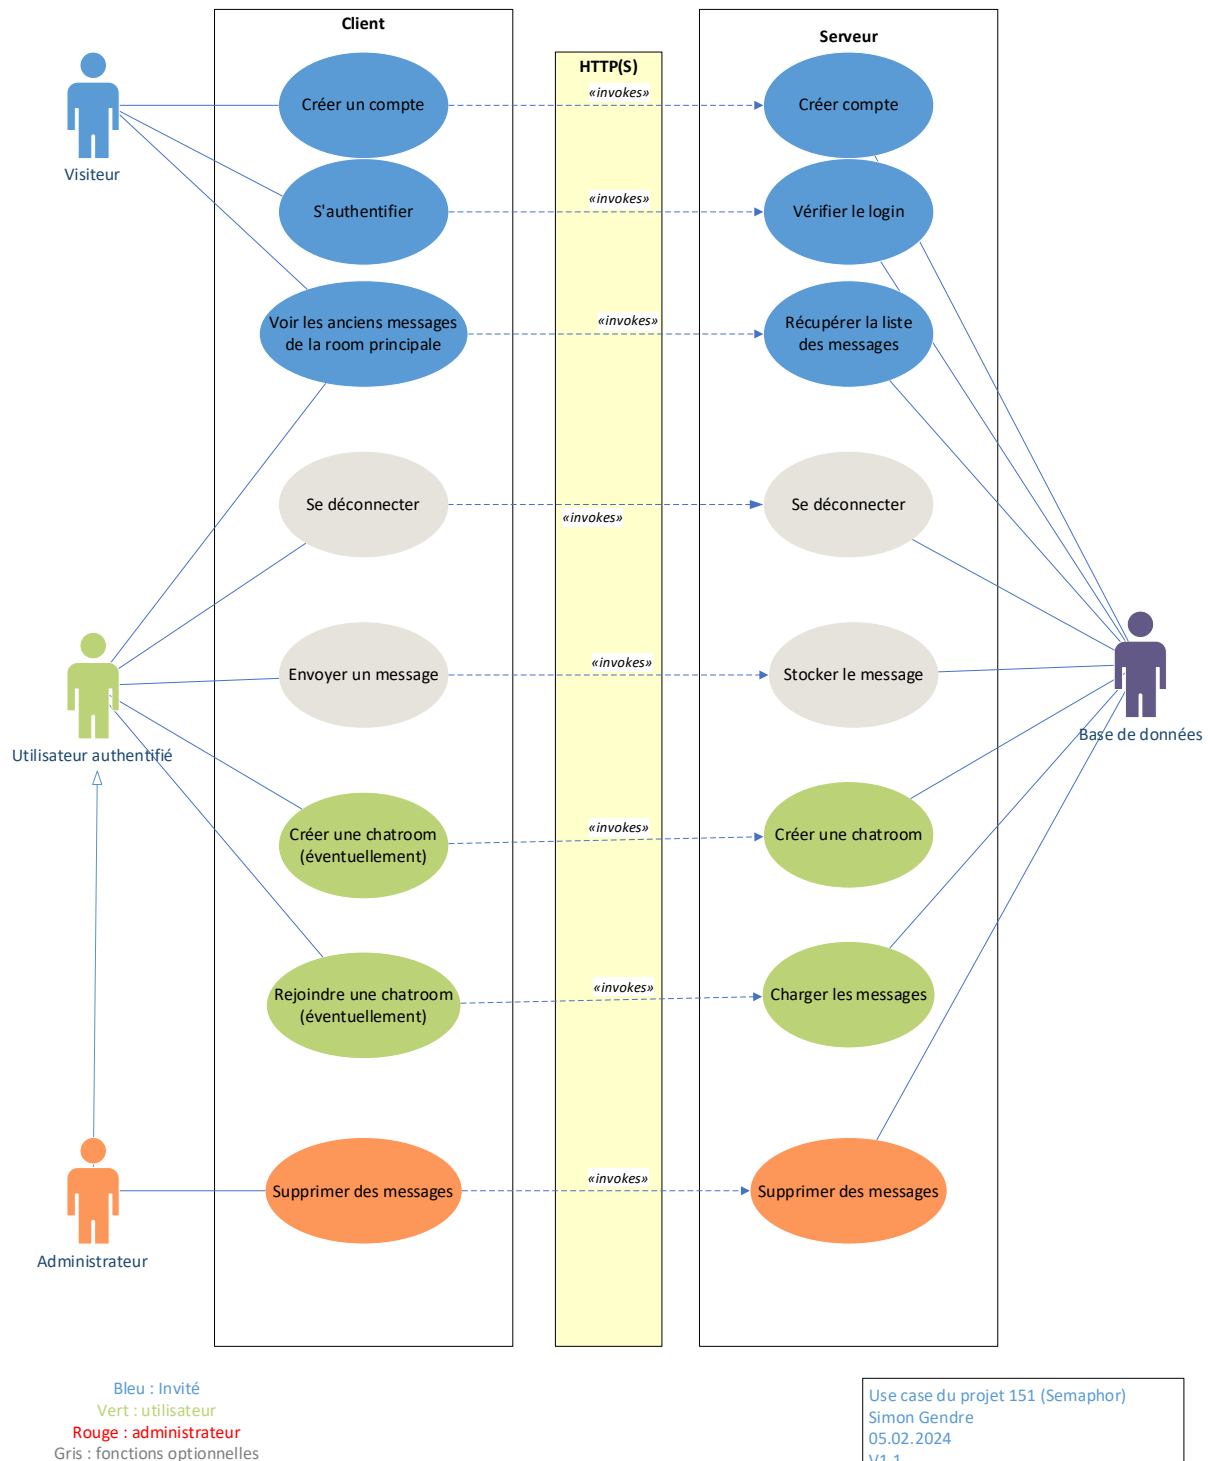 Client
Serveur
HTTP(S)
Créer un compte
«invokes»
Créer compte
Visiteur
S'authentifier
«invokes»
Vérifier le login
Voir les anciens messages
de la room principale
«invokes»
Récupérer la liste
des messages
Se déconnecter
«invokes»
Se déconnecter
Envoyer un message
«invokes»
Stocker le message
Utilisateur authentifié
Base de données
Créer une chatroom
(éventuellement)
«invokes»
Créer une chatroom
Rejoindre une chatroom
(éventuellement)
«invokes»
Charger les messages
Supprimer des messages
«invokes»
Supprimer des messages
Administrateur
Bleu : Invité
Vert : utilisateur
Rouge : administrateur
Gris : fonctions optionnelles
Use case du projet 151 (Semaphor)
Simon Gendre
05.02.2024
V1.1